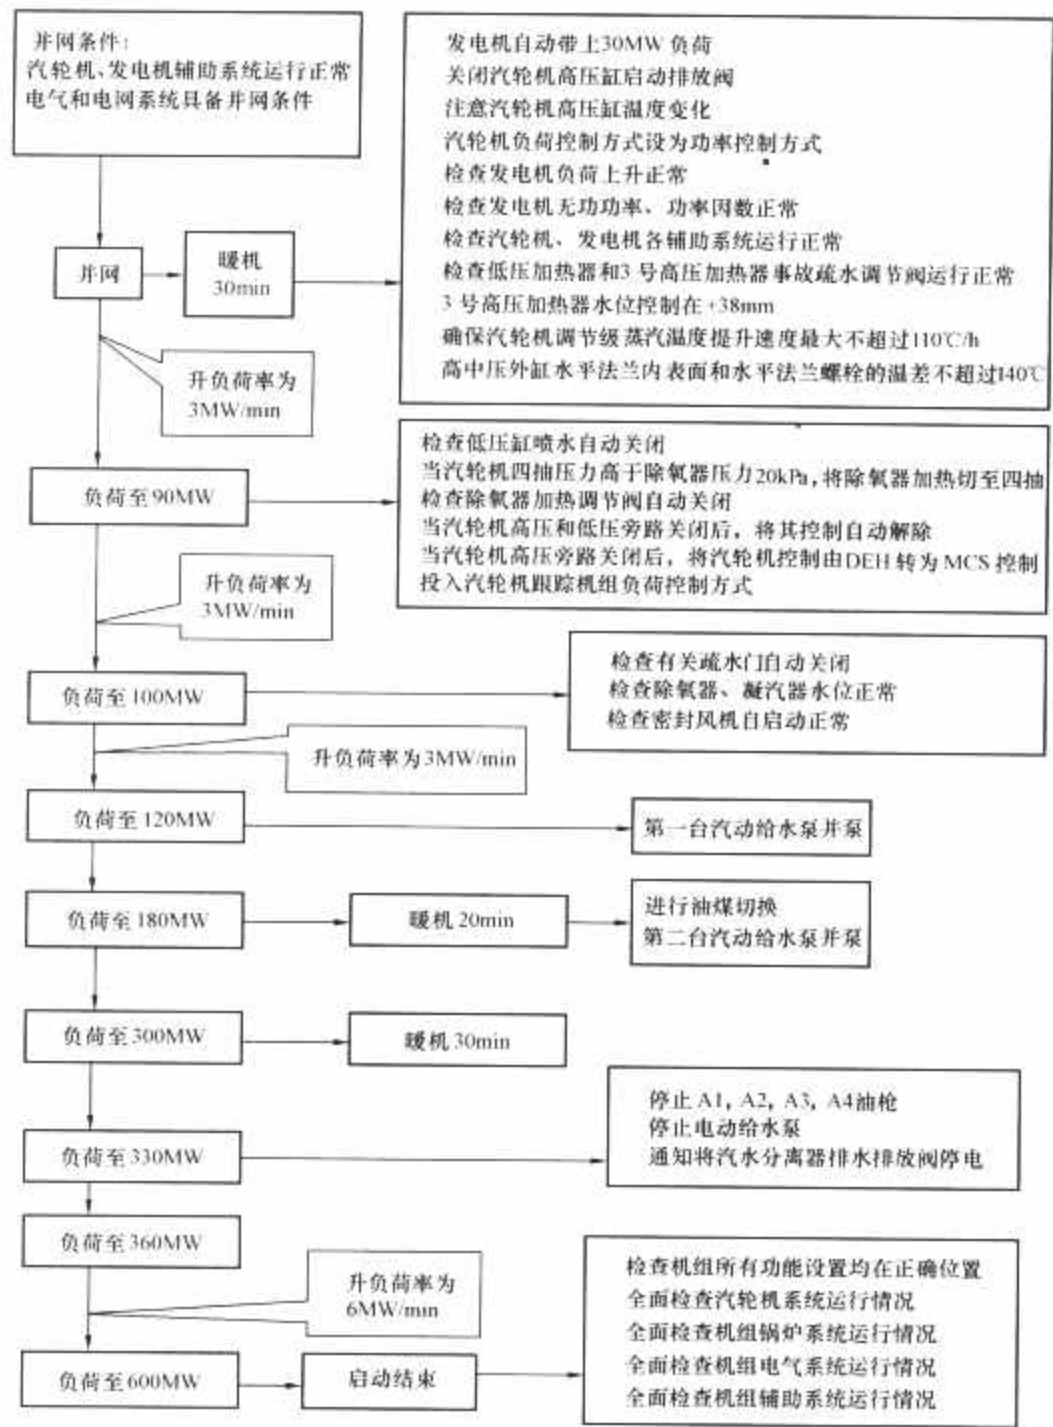 并网条件:
汽轮机、发电机辅助系统运行正常
电气和电网系统具备并网条件
发电机自动带上30MW负荷
关闭汽轮机高压缸启动排放阀
注意汽轮机高压缸温度变化
汽轮机负荷控制方式设为功率控制方式
检查发电机负荷上升正常
检查发电机无功功率、功率因数正常
检查汽轮机、发电机各辅助系统运行正常
检查低压加热器和3号高压加热器事故疏水调节阀运行正常
3号高压加热器水位控制在+38mm
确保汽轮机调节级蒸汽温度提升速度最大不超过110℃/h
高中压外缸水平法兰内表面和水平法兰螺栓的温差不超过140℃
并网
暖机
30min
升负荷率为
3MW/min
负荷至90MW
检查低压缸喷水自动关闭
当汽轮机四抽压力高于除氧器压力20kPa,将除氧器加热切至四抽
检查除氧器加热调节阀自动关闭
当汽轮机高压和低压旁路关闭后，将其控制自动解除
当汽轮机高压旁路关闭后，将汽轮机控制由DEH转为MCS控制
投入汽轮机跟踪机组负荷控制方式
升负荷率为
3MW/min
负荷至100MW
检查有关疏水门自动关闭
检查除氧器、凝汽器水位正常
检查密封风机自启动正常
升负荷率为3MW/min
负荷至120MW
第一台汽动给水泵并泵
负荷至180MW
暖机20min
进行油煤切换
第二台汽动给水泵并泵
负荷至300MW
暖机30min
负荷至330MW
停止A1, A2, A3, A4油枪
停止电动给水泵
通知将汽水分离器排水排放阀停电
负荷至360MW
升负荷率为
6MW/min
负荷至600MW
启动结束
检查机组所有功能设置均在正确位置
全面检查汽轮机系统运行情况
全面检查机组锅炉系统运行情况
全面检查机组电气系统运行情况
全面检查机组辅助系统运行情况